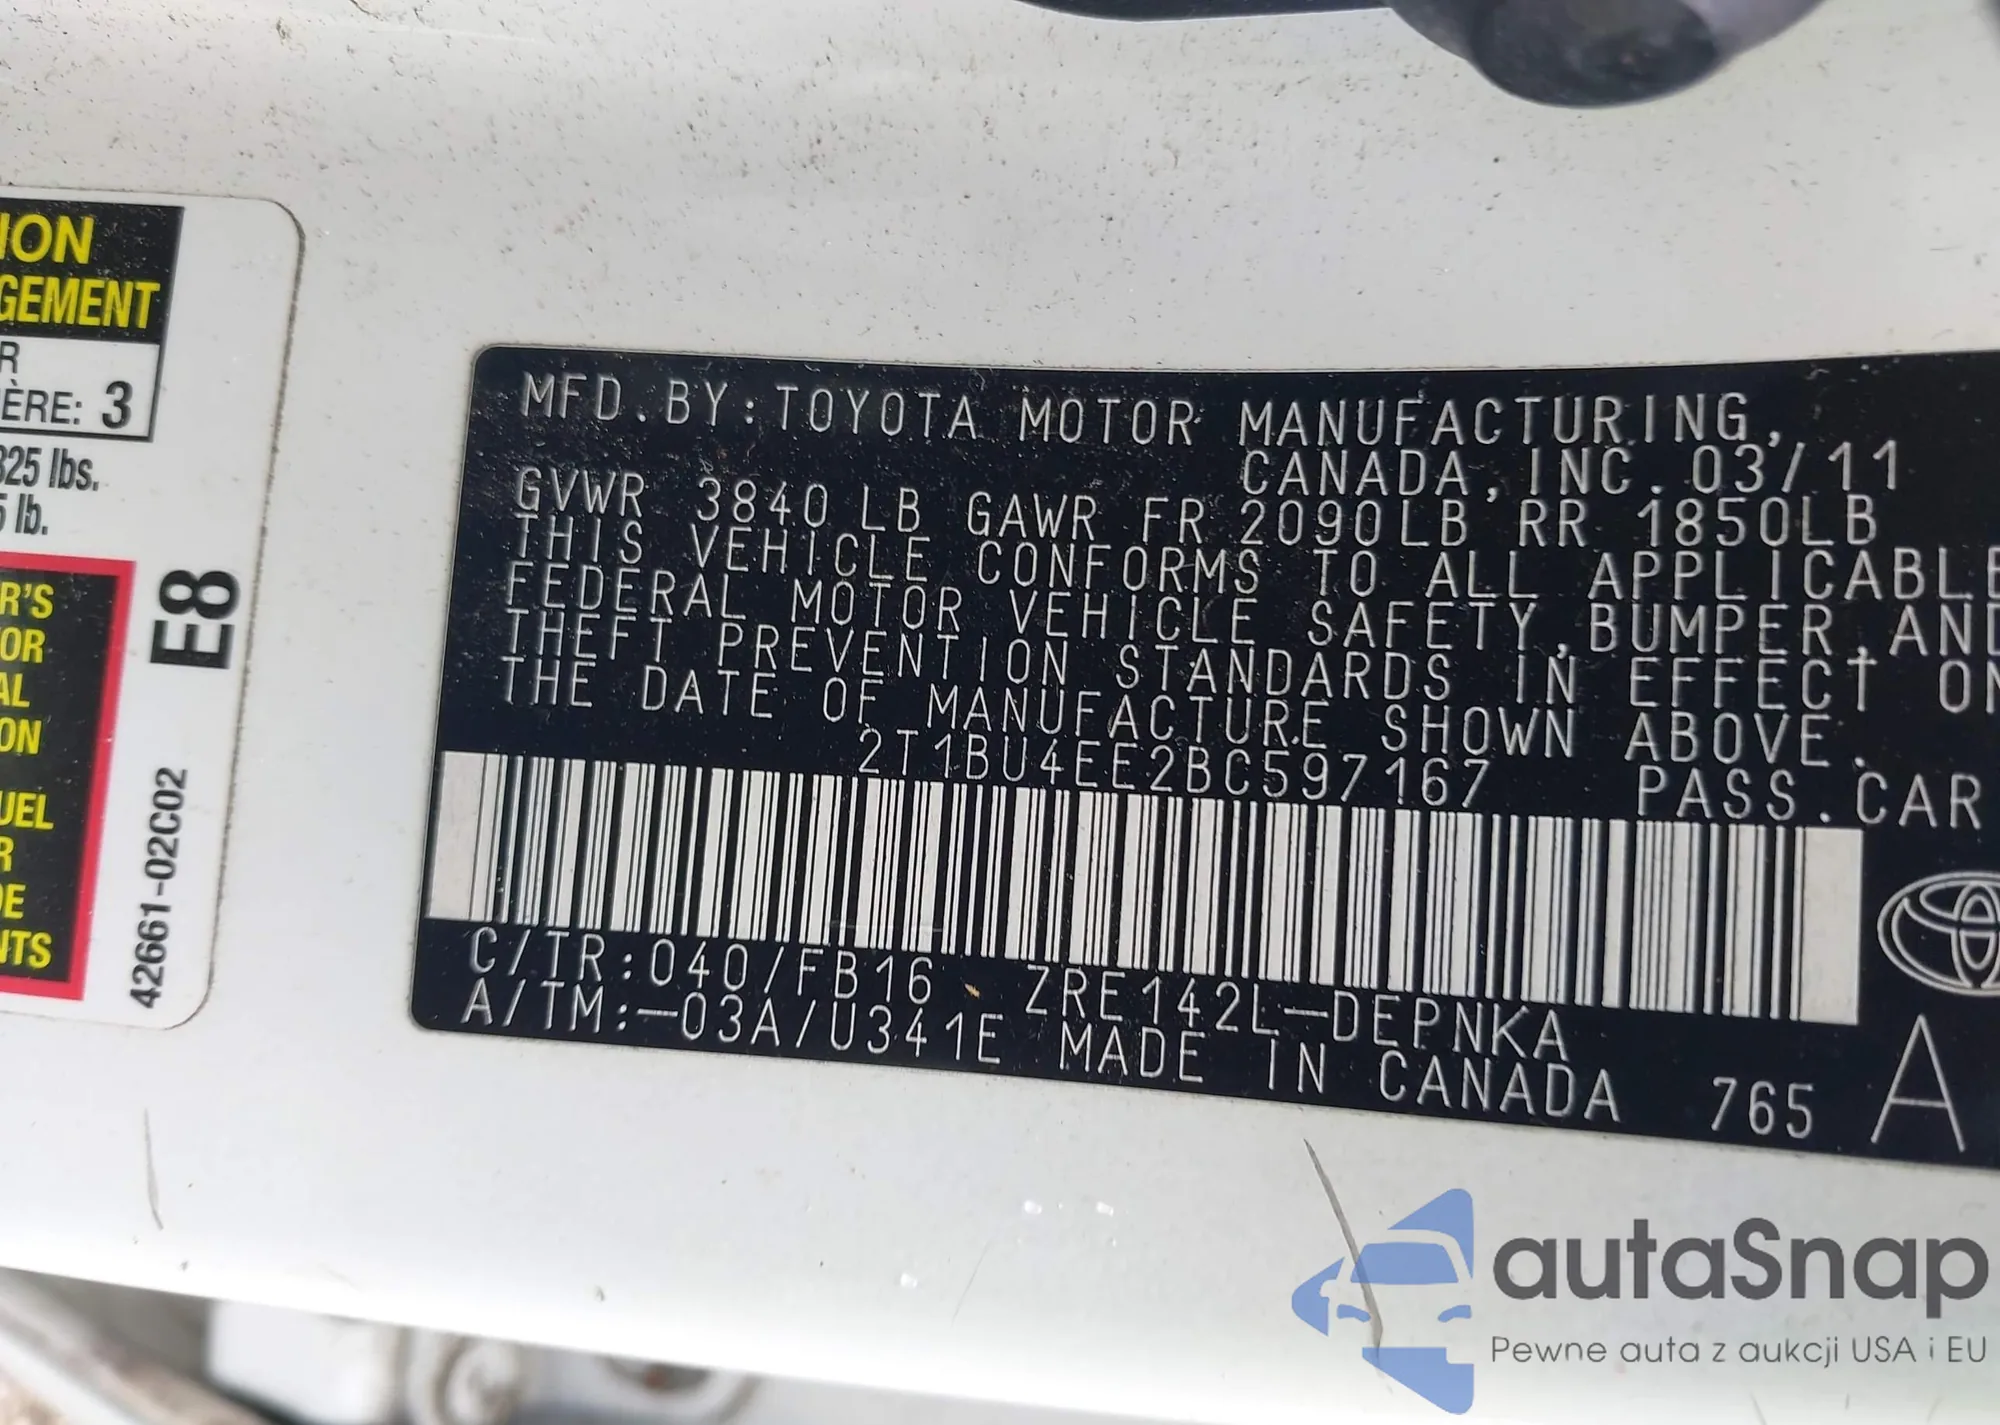 ION
GEMENT
R
ÈRE: 3
825 lbs.
5 lb.
R'S
OR
AL
ON
UEL
R
DE
NTS
E8
42661-02C02
MFD.BY:TOYOTA MOTOR MANUFACTURING,
CANADA,INC.03/11
GVWR 3840LB GAWR FR 2090LB RR 1850LB
THIS VEHICLE CONFORMS TO ALL APPLICABLE
FEDERAL MOTOR VEHICLE SAFETY,BUMPER,AND
THEFT PREVENTION STANDARDS IN EFFECT ON
THE DATE OF MANUFACTURE SHOWN ABOVE.
2T1BU4EE2BC597167 PASS.CAR
C/TR:040/FB16 ZRE142L-DEPNKA
A/TM:-03A/U341E MADE IN CANADA 765 A
autaSnap
Pewne auta z aukcji USA i EU